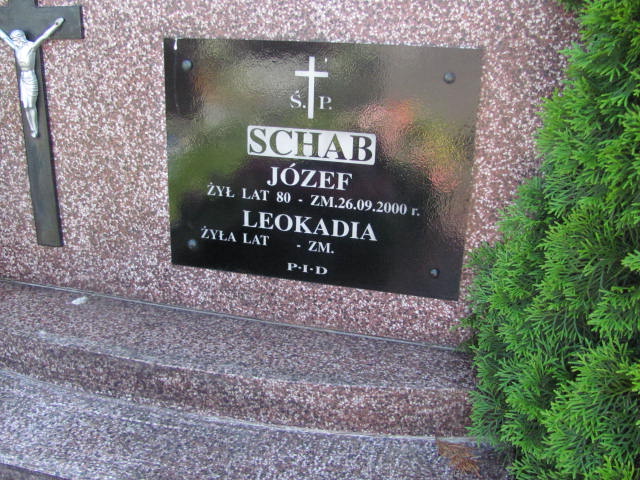 Ś. P.
SCHAB
JÓZEF
ŻYŁ LAT 80 - ZM.26.09.2000 r.
LEOKADIA
ŻYŁA LAT - ZM.
P·I·D